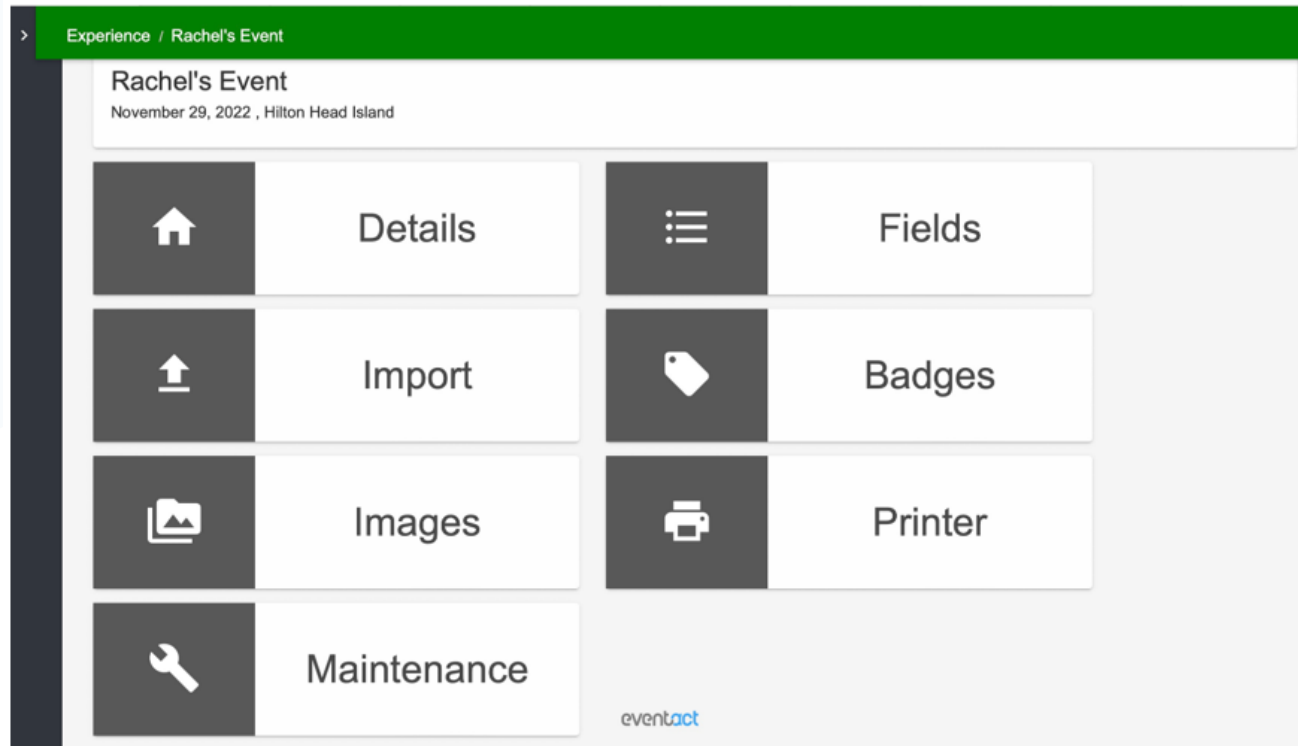 Experience / Rachel's Event
Rachel's Event
November 29, 2022 , Hilton Head Island
Details
Fields
Import
Badges
Images
Printer
Maintenance
eventact